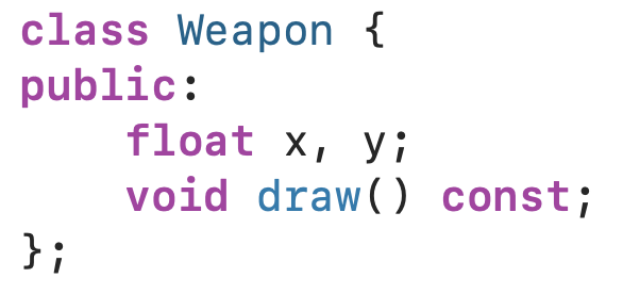 class Weapon {
public:
    float x, y;
    void draw() const;
};